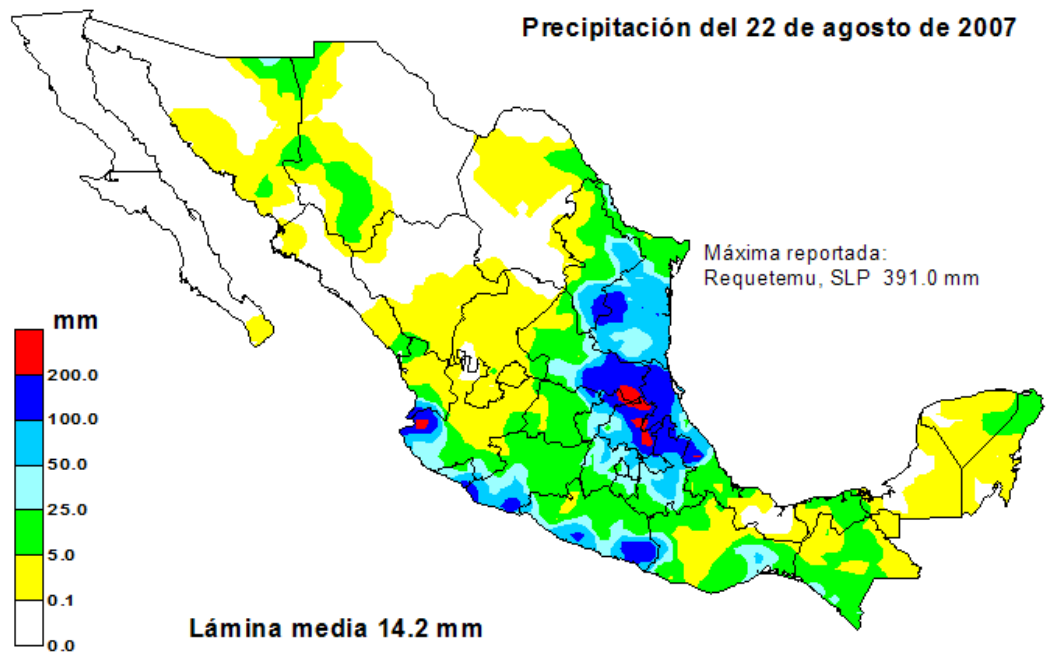 Precipitación del 22 de agosto de 2007
Máxima reportada:
Requetemu, SLP 391.0 mm
mm
200.0
100.0
50.0
25.0
5.0
0.1
0.0
Lámina media 14.2 mm